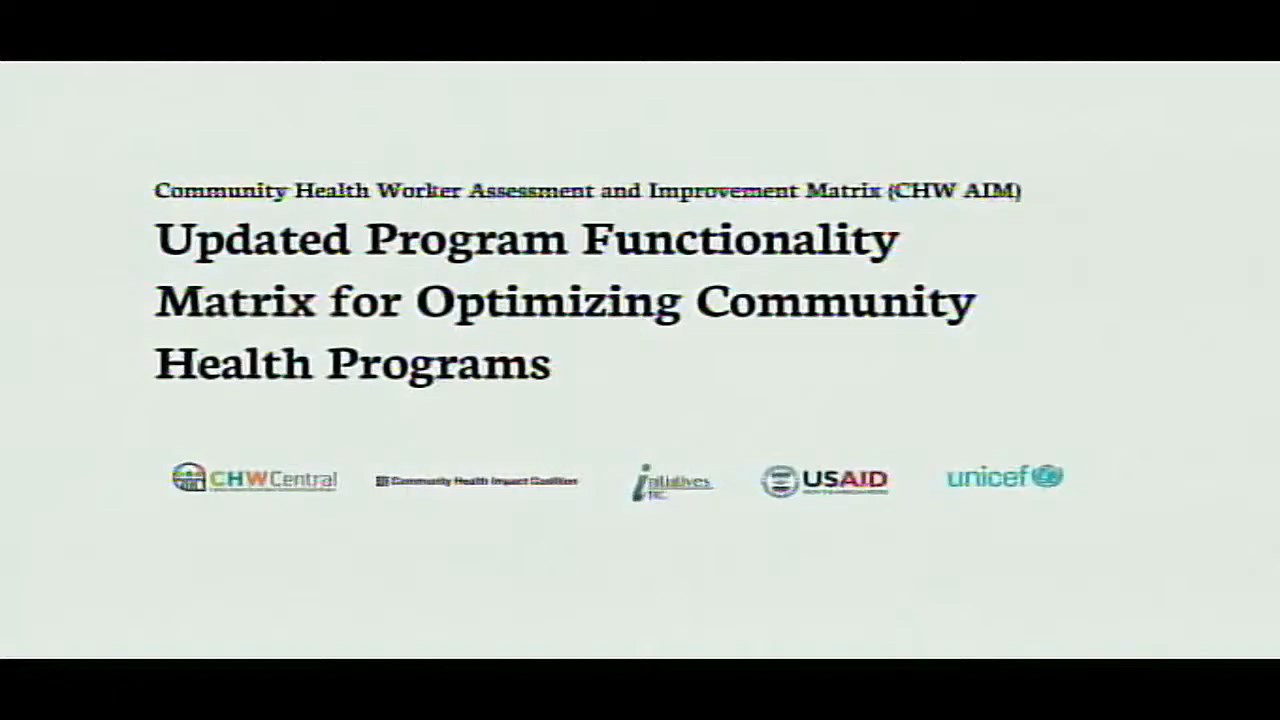 Community Health Worker Assessment and Improvement Matrix (CHW AIM)
Updated Program Functionality
Matrix for Optimizing Community
Health Programs
CHWCentral
Community Health Impact Coalition
initiatives
USAID
unicef